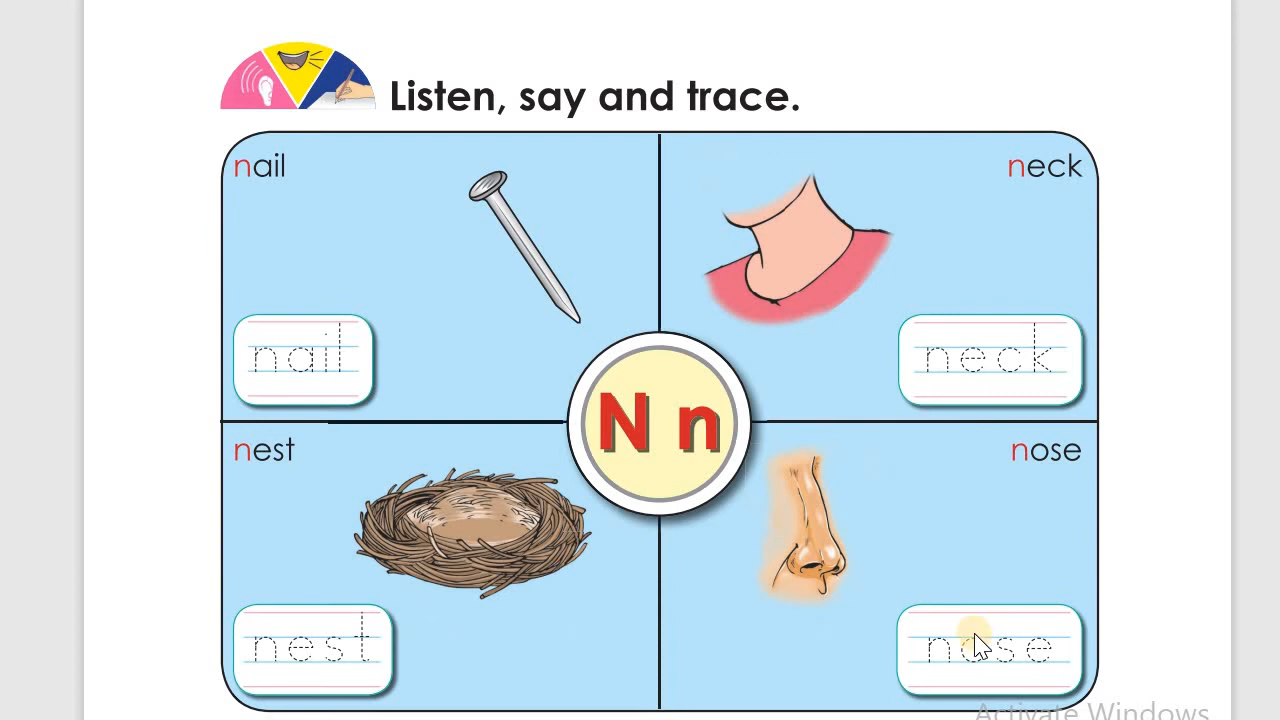 Listen, say and trace.
nail
neck
nail
neck
N n
nest
nose
nest
nose
Activate Windows